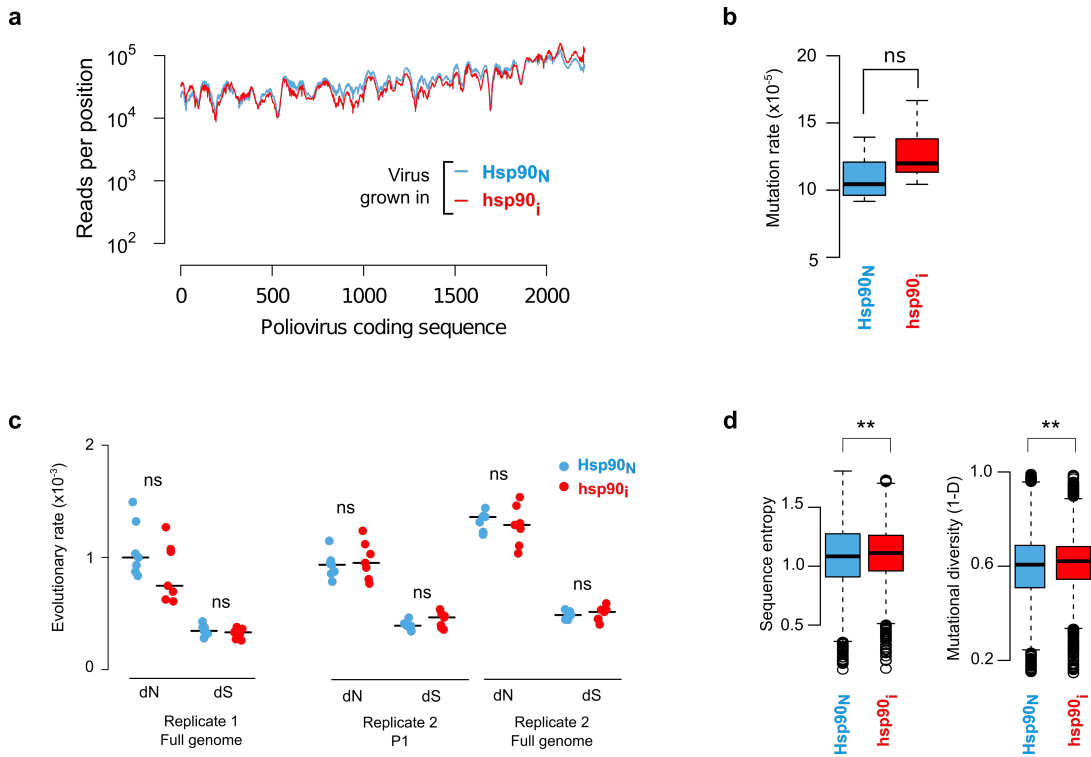 a
Reads per position
10^5
10^4
10^3
10^2
Virus
grown in
Hsp90N
hsp90i
0 500 1000 1500 2000
Poliovirus coding sequence
b
Mutation rate (x10^-5)
20
15
10
5
ns
Hsp90N
hsp90i
c
Evolutionary rate (x10^-3)
2
1
0
ns
ns
ns
ns
ns
ns
Hsp90N
hsp90i
dN dS dN dS dN dS
Replicate 1
Full genome
Replicate 2
P1
Replicate 2
Full genome
d
Sequence entropy
1.5
1.0
0.5
**
Hsp90N
hsp90i
Mutational diversity (1-D)
1.0
0.6
0.2
**
Hsp90N
hsp90i